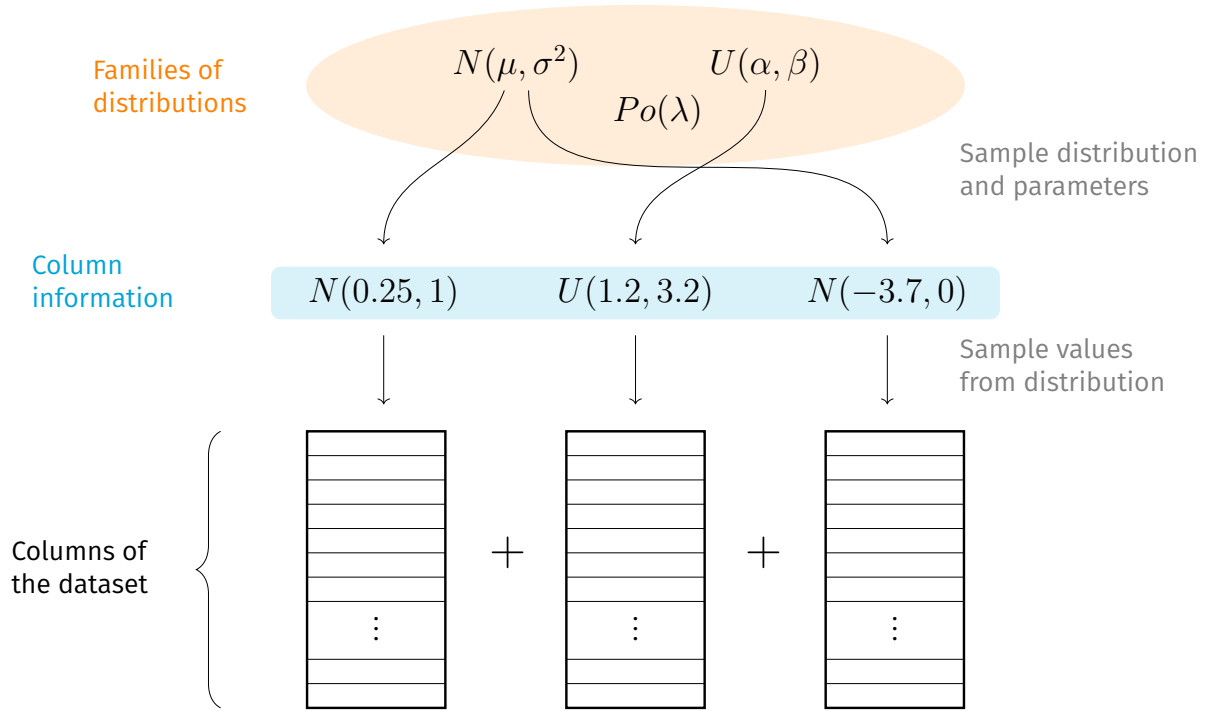 Families of
distributions
N(μ, σ²)
U(α, β)
Po(λ)
Sample distribution
and parameters
Column
information
N(0.25, 1)
U(1.2, 3.2)
N(−3.7, 0)
Sample values
from distribution
Columns of
the dataset
+
+
⋮
⋮
⋮